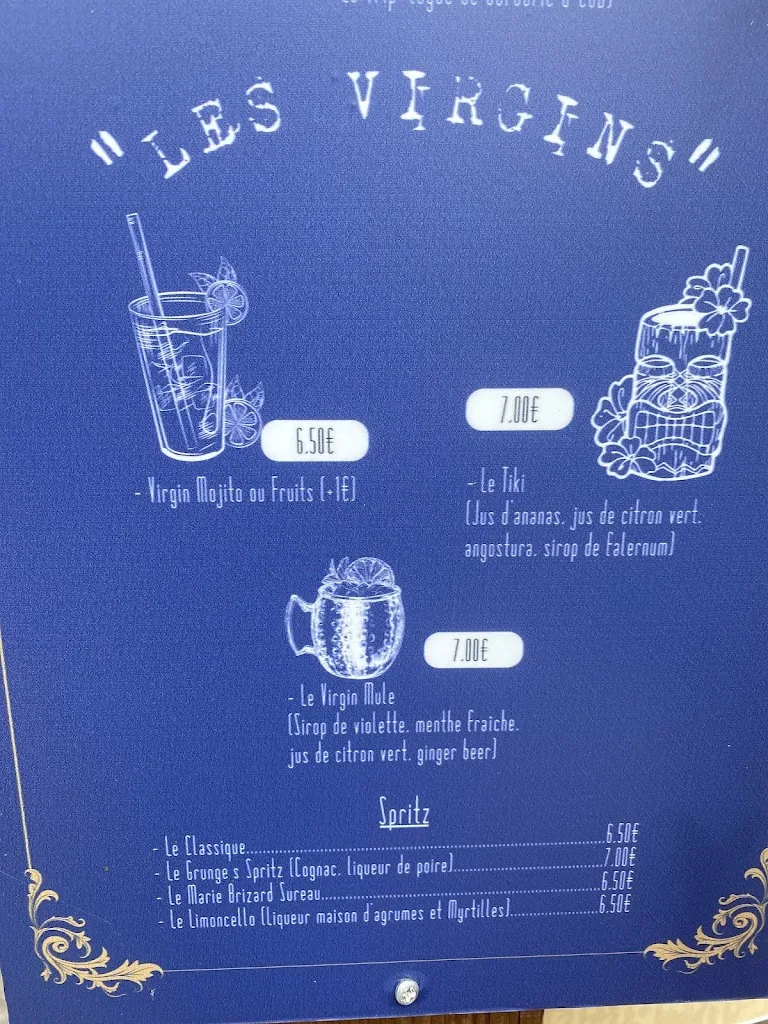 "LES VIRGINS"
6.50€
- Virgin Mojito ou Fruits (+1€)
7.00€
- Le Tiki
(Jus d'ananas, jus de citron vert,
angostura, sirop de Falernum)
7.00€
- Le Virgin Mule
(Sirop de violette, menthe fraîche,
jus de citron vert, ginger beer)
Spritz
- Le Classique...6.50€
- Le Grunge s Spritz (Cognac, liqueur de poire)...7.00€
- Le Marie Brizard Sureau...6.50€
- Le Limoncello (Liqueur maison d'agrumes et Myrtilles)...6.50€